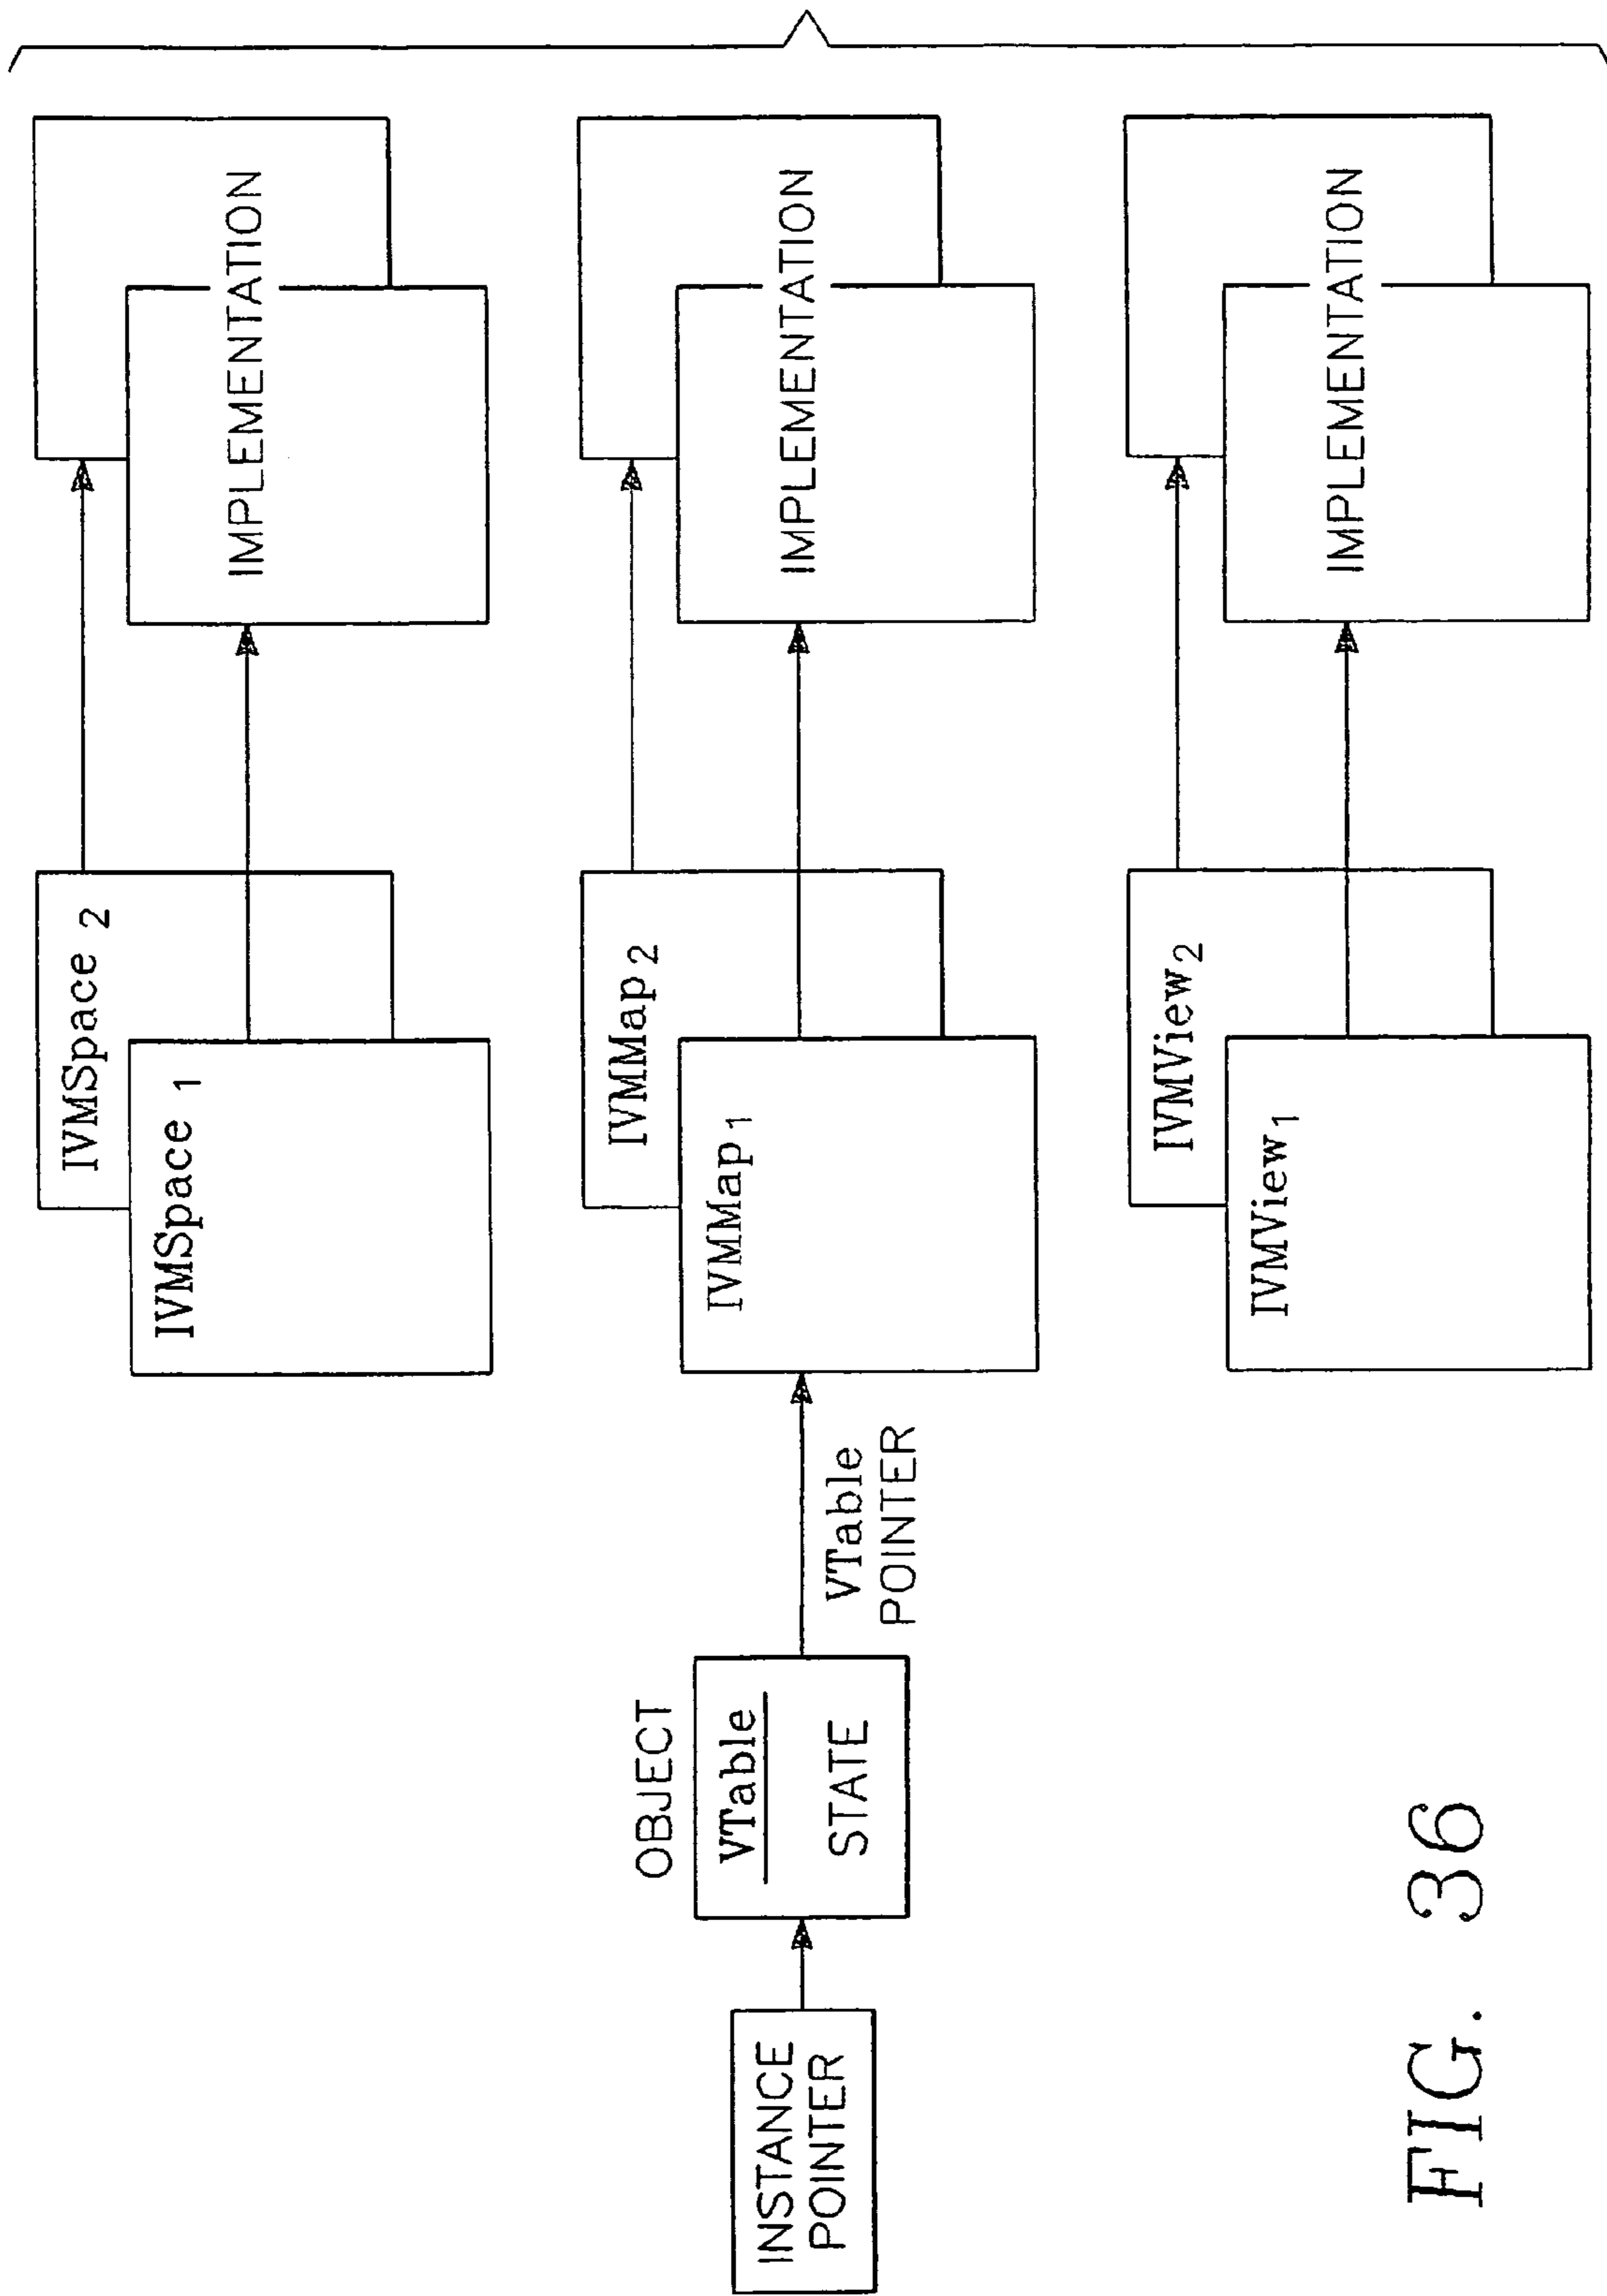 INSTANCE
POINTER
OBJECT
VTable
STATE
VTable
POINTER
IVMSpace 2
IVMSpace 1
IMPLEMENTATION
IVMMap 2
IVMMap 1
IMPLEMENTATION
IVMView 2
IVMView 1
IMPLEMENTATION
FIG. 36